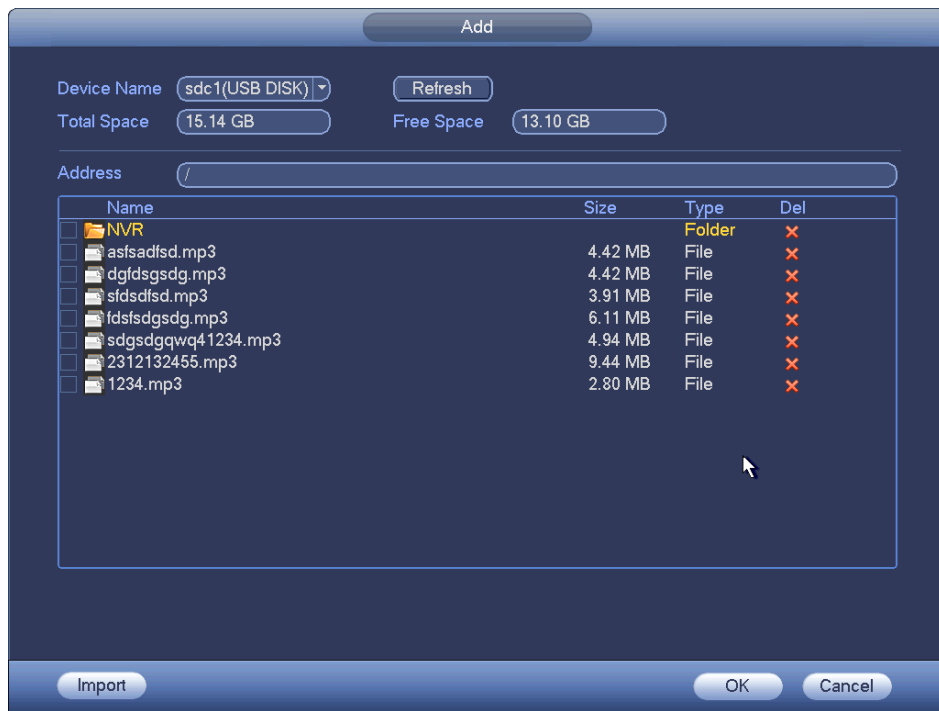 Add
Device Name sdc1(USB DISK) Refresh
Total Space 15.14 GB Free Space 13.10 GB
Address /
Name Size Type Del
NVR Folder
asfsadfsd.mp3 4.42 MB File
dgfdsgsdg.mp3 4.42 MB File
sfdsdfsd.mp3 3.91 MB File
fdsfsdgsdg.mp3 6.11 MB File
sdgsdgqwq41234.mp3 4.94 MB File
2312132455.mp3 9.44 MB File
1234.mp3 2.80 MB File
Import OK Cancel